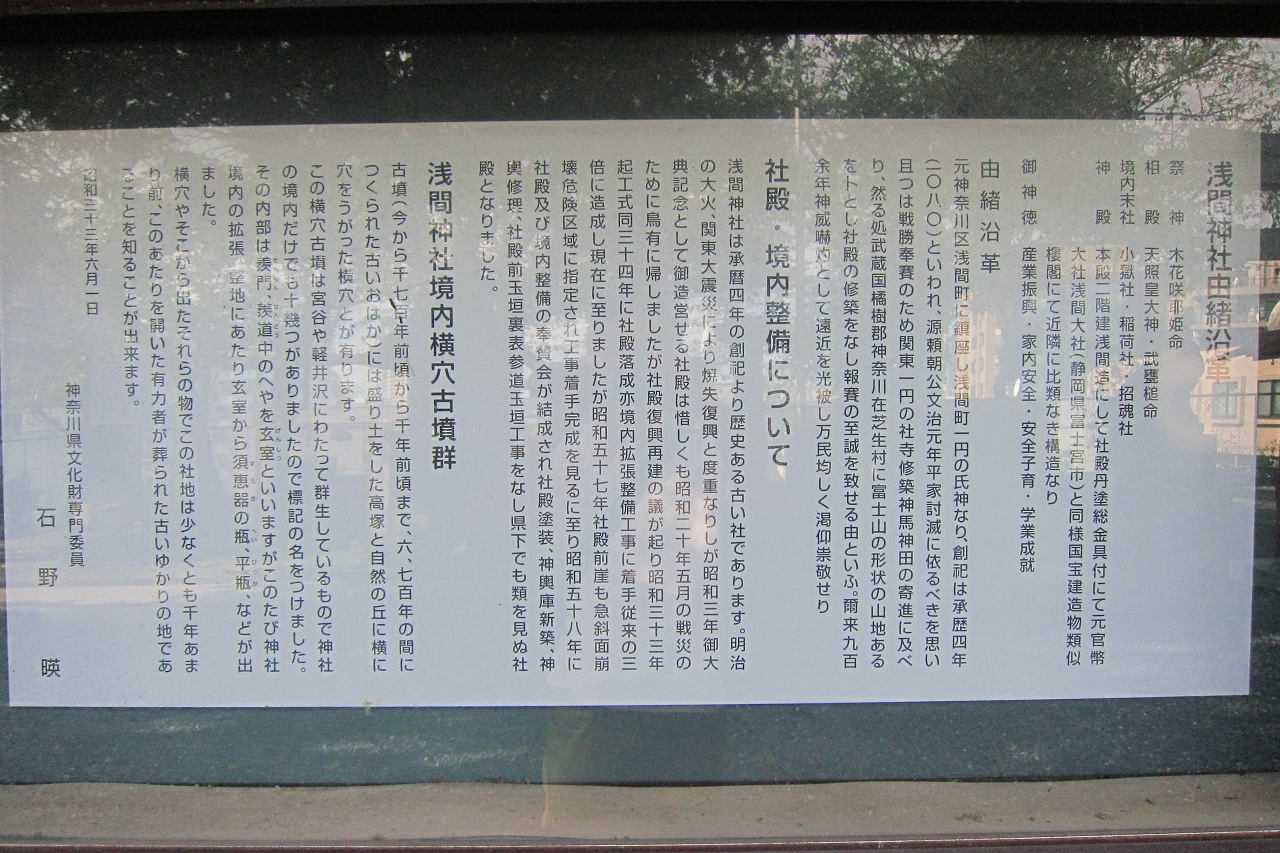 浅間神社由緒沿革
祭神 木花咲耶姫命
相殿 天照皇大神・武甕槌命
境内末社 小嶽社・稲荷社・招魂社
神殿 本殿二階建浅間造にして社殿丹塗総金具付にて元官幣
大社浅間大社(静岡県富士宮市)と同様国宝建造物類似
楼閣にて近隣に比類なき構造なり
御神徳 産業振興・家内安全・安全子育・学業成就
由緒沿革
元神奈川区浅間町に鎮座し浅間町一円の氏神なり、創祀は承歴四年
(一〇八〇)といわれ、源頼朝公文治元年平家討滅に依るべきを思い
且つは戦勝奉賽のため関東一円の社寺修築神馬神田の寄進に及べ
り、然る処武蔵国橘樹郡神奈川在芝生村に富士山の形状の山地ある
を卜とし社殿の修築をなし報賽の至誠を致せる由といふ。爾来九百
余年神威嚇灼として遠近を光被し万民均しく渇仰崇敬せり
社殿・境内整備について
浅間神社は承暦四年の創祀より歴史ある古い社であります。明治
の大火、関東大震災により焼失復興と度重なりしが昭和三年御大
典記念として御造営せる社殿は惜しくも昭和二十年五月の戦災の
ために烏有に帰しましたが社殿復興再建の議が起り昭和三十三年
起工式同三十四年に社殿落成亦境内拡張整備工事に着手従来の三
倍に造成し現在に至りましたが昭和五十七年社殿前崖も急斜面崩
壊危険区域に指定され工事着手完成を見るに至り昭和五十八年に
社殿及び境内整備の奉賛会が結成され社殿塗装、神輿庫新築、神
輿修理、社殿前玉垣裏表参道玉垣工事をなし県下でも類を見ぬ社
殿となりました。
浅間神社境内横穴古墳群
古墳(今から千七百年前頃から千年前頃まで、六、七百年の間に
つくられた古いおはか)には盛り土をした高塚と自然の丘に横に
穴をうがった横穴とが有ります。
この横穴古墳は宮谷や軽井沢にわたって群生しているもので神社
の境内だけでも十幾つがありましたので標記の名をつけました。
その内部は羨門、羨道中のへやを玄室といいますがこのたび神社
境内の拡張、整地にあたり玄室から須恵器の瓶、平瓶、などが出
ました。
横穴やそこから出たそれらの物でこの社地は少なくとも千年あま
り前、このあたりを開いた有力者が葬られた古いゆかりの地であ
ることを知ることが出来ます。
昭和三十三年六月一日
神奈川県文化財専門委員
石野 暎